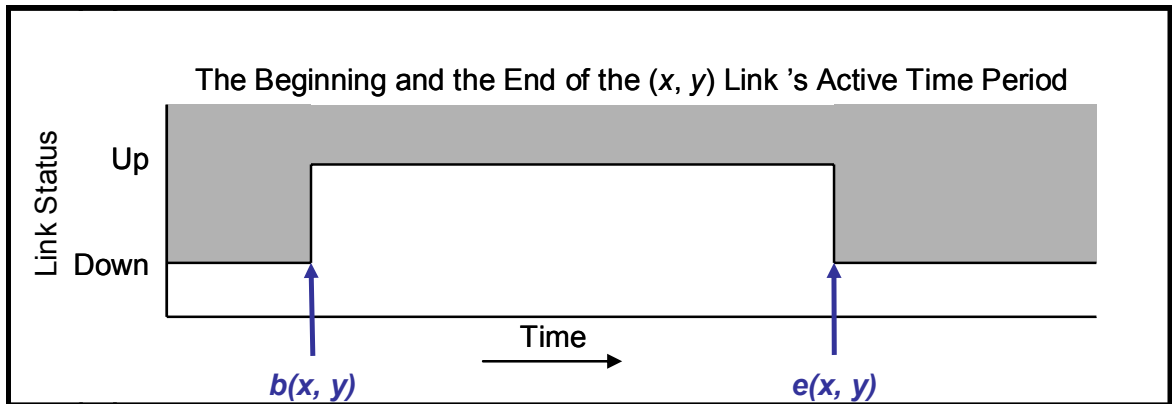 The Beginning and the End of the (x, y) Link 's Active Time Period
Link Status
Up
Down
Time
b(x, y)
e(x, y)